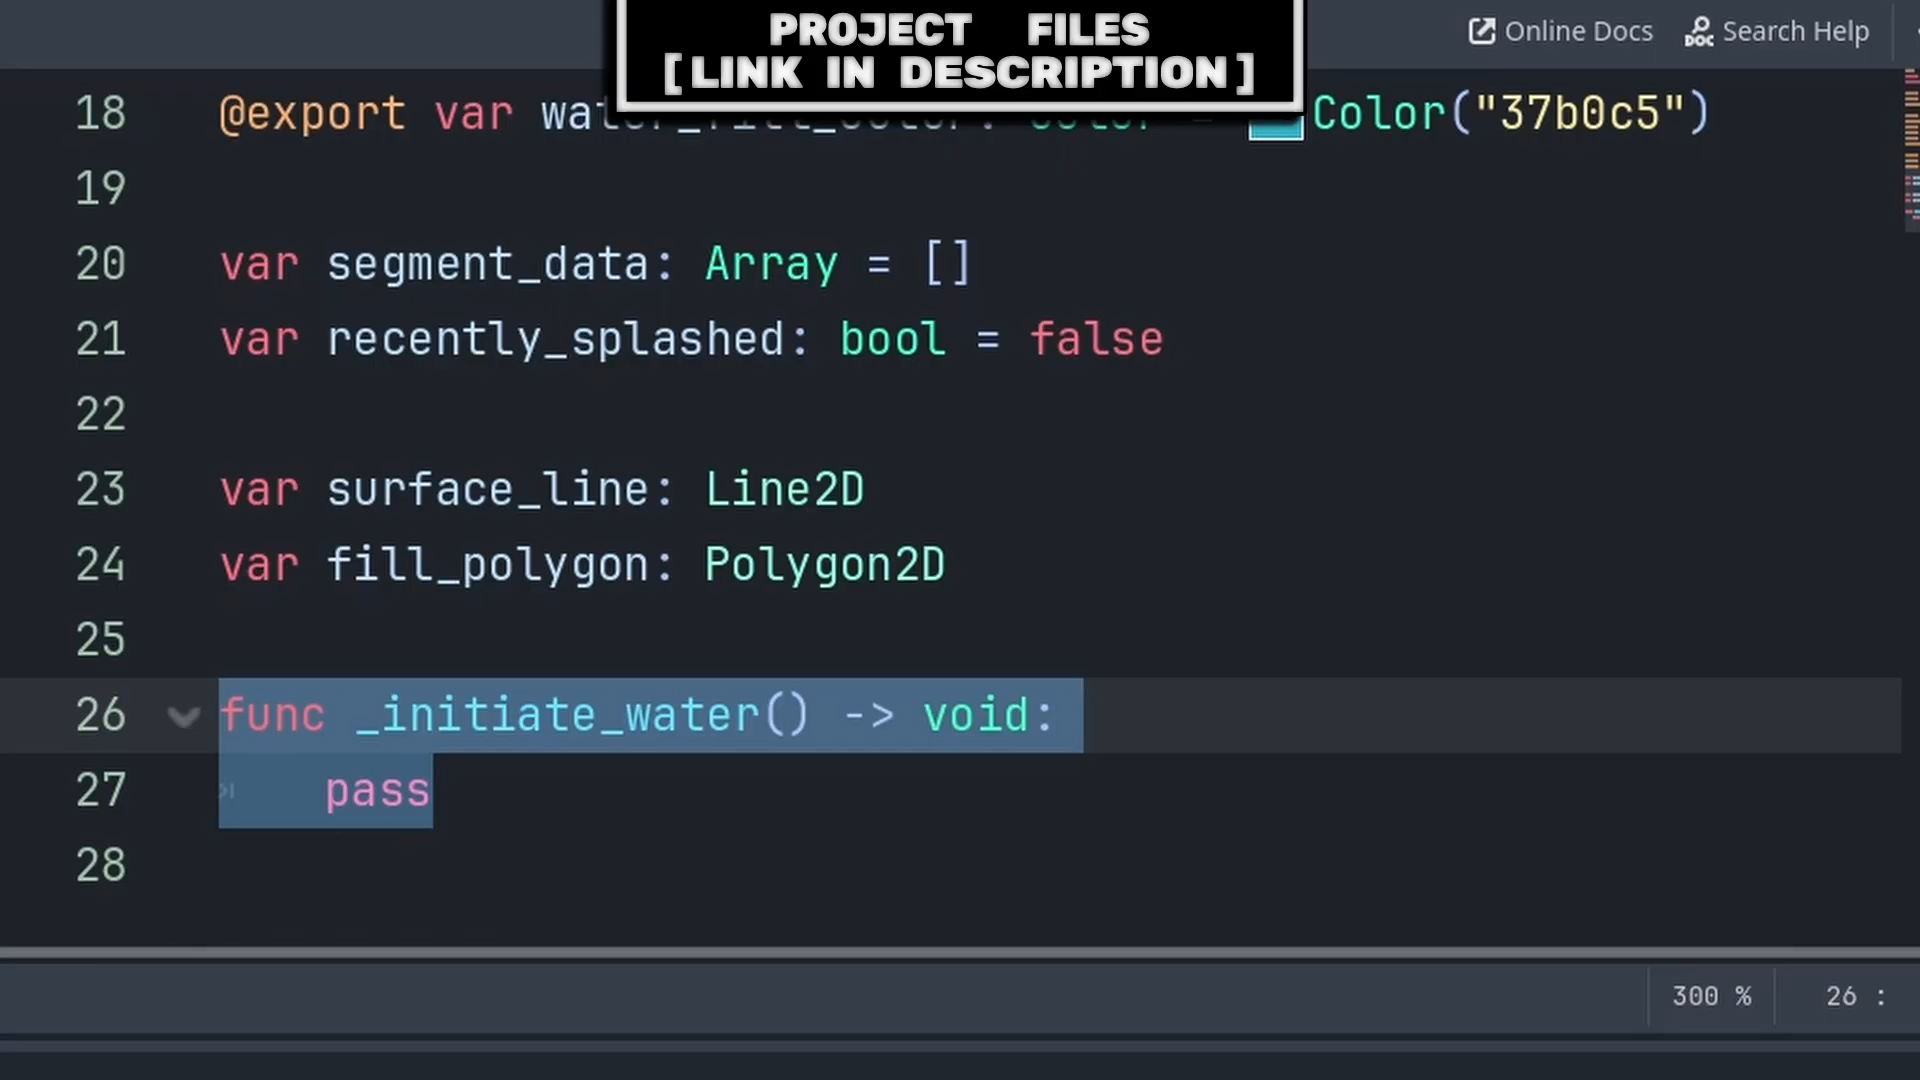 PROJECT FILES
[LINK IN DESCRIPTION]
Online Docs
Search Help
18 @export var water_fill_color: Color = Color("37b0c5")
19
20 var segment_data: Array = []
21 var recently_splashed: bool = false
22
23 var surface_line: Line2D
24 var fill_polygon: Polygon2D
25
26 func _initiate_water() -> void:
27 pass
28
300 %
26 :